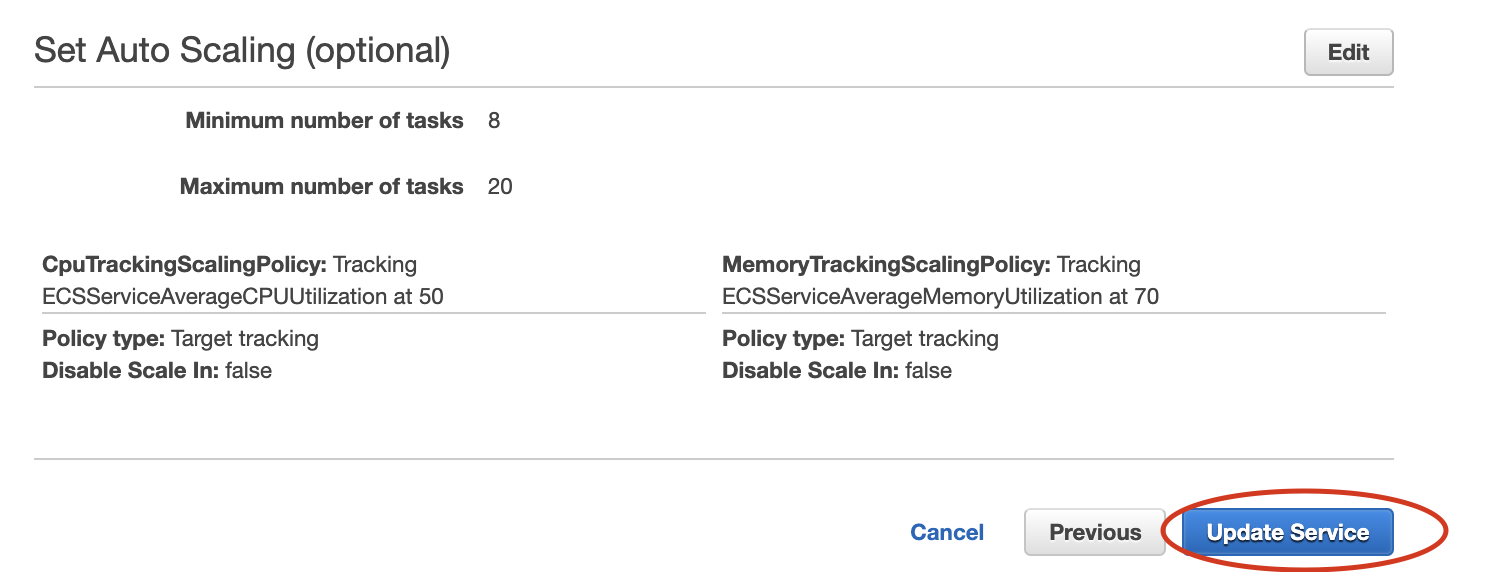 Set Auto Scaling (optional)
Edit
Minimum number of tasks 8
Maximum number of tasks 20
CpuTrackingScalingPolicy: Tracking
ECSServiceAverageCPUUtilization at 50
Policy type: Target tracking
Disable Scale In: false
MemoryTrackingScalingPolicy: Tracking
ECSServiceAverageMemoryUtilization at 70
Policy type: Target tracking
Disable Scale In: false
Cancel Previous Update Service